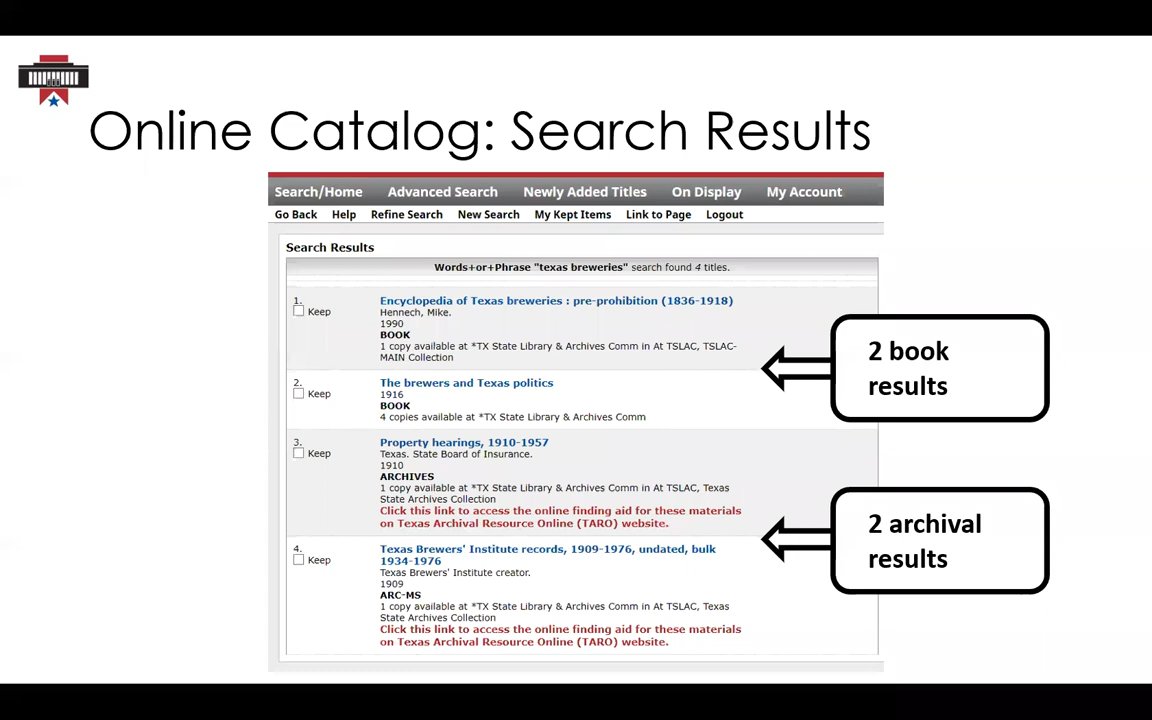 Online Catalog: Search Results
Search/Home Advanced Search Newly Added Titles On Display My Account
Go Back Help Refine Search New Search My Kept Items Link to Page Logout
Search Results
Words+or+Phrase "texas breweries" search found 4 titles.
1.
Keep
Encyclopedia of Texas breweries : pre-prohibition (1836-1918)
Hennech, Mike.
1990
BOOK
1 copy available at *TX State Library & Archives Comm in At TSLAC, TSLAC-
MAIN Collection
2.
Keep
The brewers and Texas politics
1916
BOOK
4 copies available at *TX State Library & Archives Comm
2 book
results
3.
Keep
Property hearings, 1910-1957
Texas. State Board of Insurance.
1910
ARCHIVES
1 copy available at *TX State Library & Archives Comm in At TSLAC, Texas
State Archives Collection
Click this link to access the online finding aid for these materials
on Texas Archival Resource Online (TARO) website.
4.
Keep
Texas Brewers' Institute records, 1909-1976, undated, bulk
1934-1976
Texas Brewers' Institute creator.
1909
ARC-MS
1 copy available at *TX State Library & Archives Comm in At TSLAC, Texas
State Archives Collection
Click this link to access the online finding aid for these materials
on Texas Archival Resource Online (TARO) website.
2 archival
results